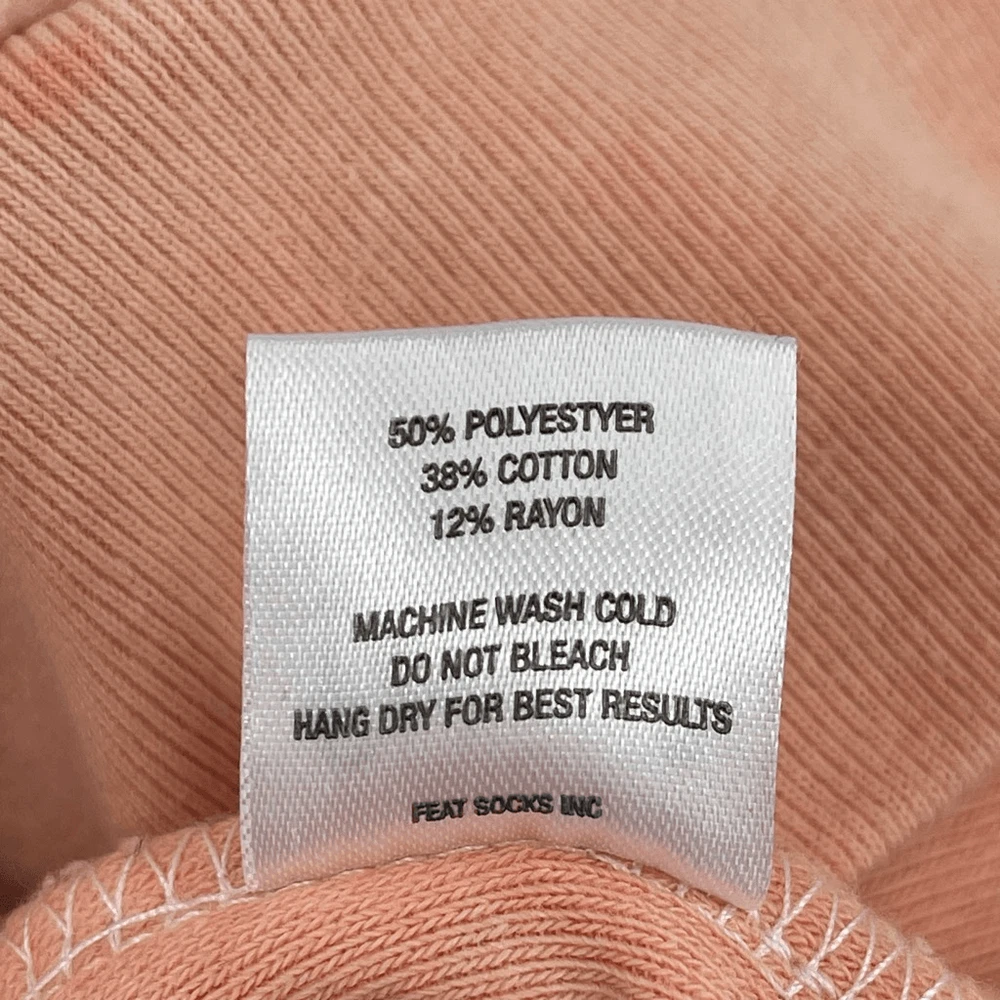 50% POLYESTYER
38% COTTON
12% RAYON
MACHINE WASH COLD
DO NOT BLEACH
HANG DRY FOR BEST RESULTS
FEAT SOCKS INC